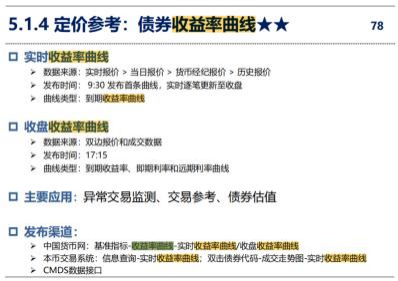 5.1.4 定价参考：债券收益率曲线★★
78
实时收益率曲线
数据来源：实时报价 > 当日报价 > 货币经纪报价 > 历史报价
发布时间： 9:30 发布首条曲线，实时逐笔更新至收盘
曲线类型：到期收益率曲线
收盘收益率曲线
数据来源：双边报价和成交数据
发布时间：17:15
曲线类型：到期收益率、即期利率和远期利率曲线
主要应用：异常交易监测、交易参考、债券估值
发布渠道：
中国货币网：基准指标-收益率曲线-实时收益率曲线/收盘收益率曲线
本币交易系统：信息查询-实时收益率曲线；双击债券代码-成交走势图-实时收益率曲线
CMDS数据接口